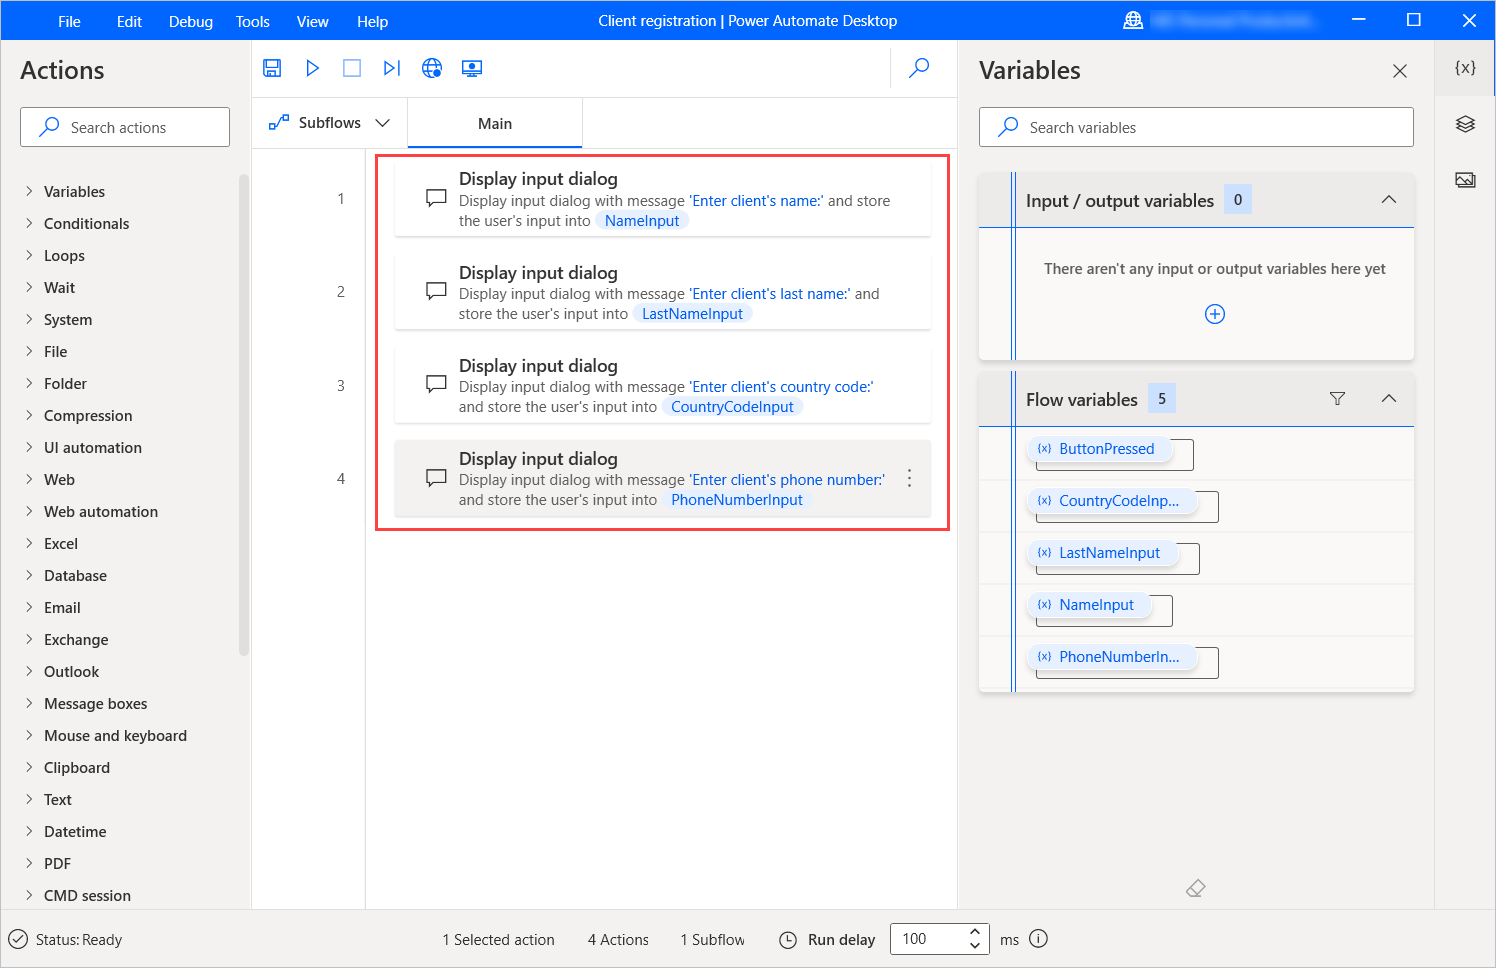 File Edit Debug Tools View Help Client registration | Power Automate Desktop
Actions
Search actions
Variables
Conditionals
Loops
Wait
System
File
Folder
Compression
UI automation
Web
Web automation
Excel
Database
Email
Exchange
Outlook
Message boxes
Mouse and keyboard
Clipboard
Text
Datetime
PDF
CMD session
Subflows
Main
1
Display input dialog
Display input dialog with message 'Enter client's name:' and store
the user's input into NameInput
2
Display input dialog
Display input dialog with message 'Enter client's last name:' and
store the user's input into LastNameInput
3
Display input dialog
Display input dialog with message 'Enter client's country code:'
and store the user's input into CountryCodeInput
4
Display input dialog
Display input dialog with message 'Enter client's phone number:'
and store the user's input into PhoneNumberInput
Variables
{x}
Search variables
Input / output variables 0
There aren't any input or output variables here yet
Flow variables 5
{x} ButtonPressed
{x} CountryCodeInp...
{x} LastNameInput
{x} NameInput
{x} PhoneNumberIn...
Status: Ready 1 Selected action 4 Actions 1 Subflow Run delay 100 ms